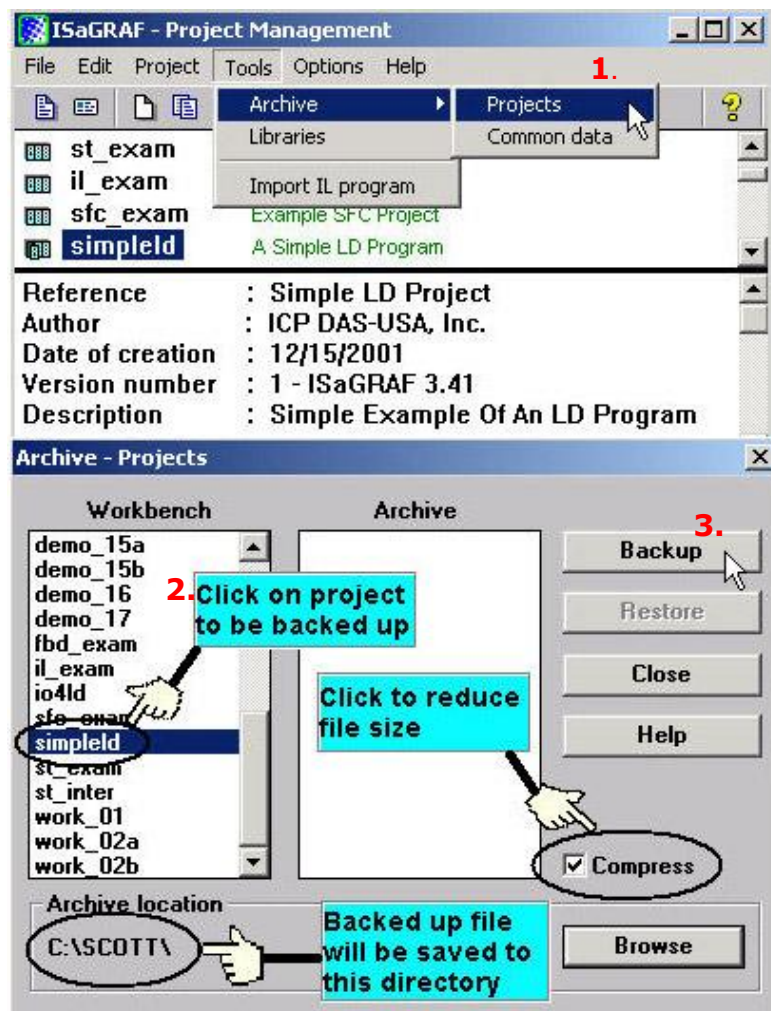 ISaGRAF - Project Management
File Edit Project Tools Options Help
1.
Archive
Projects
Libraries
Common data
Import IL program
st_exam
il_exam
sfc_exam Example SFC Project
simpleld A Simple LD Program
Reference : Simple LD Project
Author : ICP DAS-USA, Inc.
Date of creation : 12/15/2001
Version number : 1 - ISaGRAF 3.41
Description : Simple Example Of An LD Program
Archive - Projects
Workbench
Archive
demo_15a
demo_15b
demo_16
demo_17
fbd_exam
il_exam
io4ld
sfc_exam
simpleld
st_exam
st_inter
work_01
work_02a
work_02b
2. Click on project
to be backed up
Click to reduce
file size
3.
Backup
Restore
Close
Help
Compress
Archive location
C:\SCOTT\
Backed up file
will be saved to
this directory
Browse